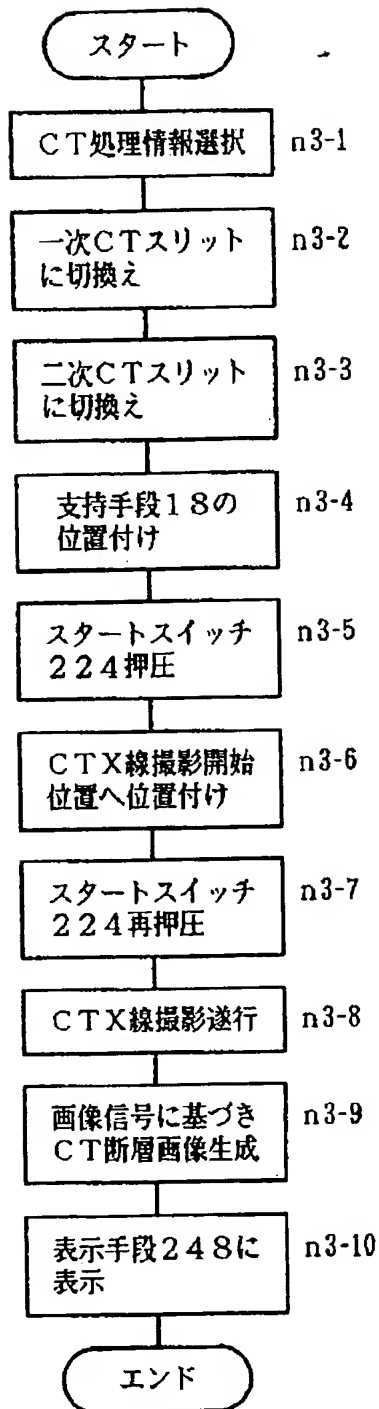 スタート
CT処理情報選択 n3-1
一次CTスリット n3-2
に切換え
二次CTスリット n3-3
に切換え
支持手段18の n3-4
位置付け
スタートスイッチ n3-5
224押圧
CTX線撮影開始 n3-6
位置へ位置付け
スタートスイッチ n3-7
224再押圧
CTX線撮影遂行 n3-8
画像信号に基づき n3-9
CT断層画像生成
表示手段248に n3-10
表示
エンド